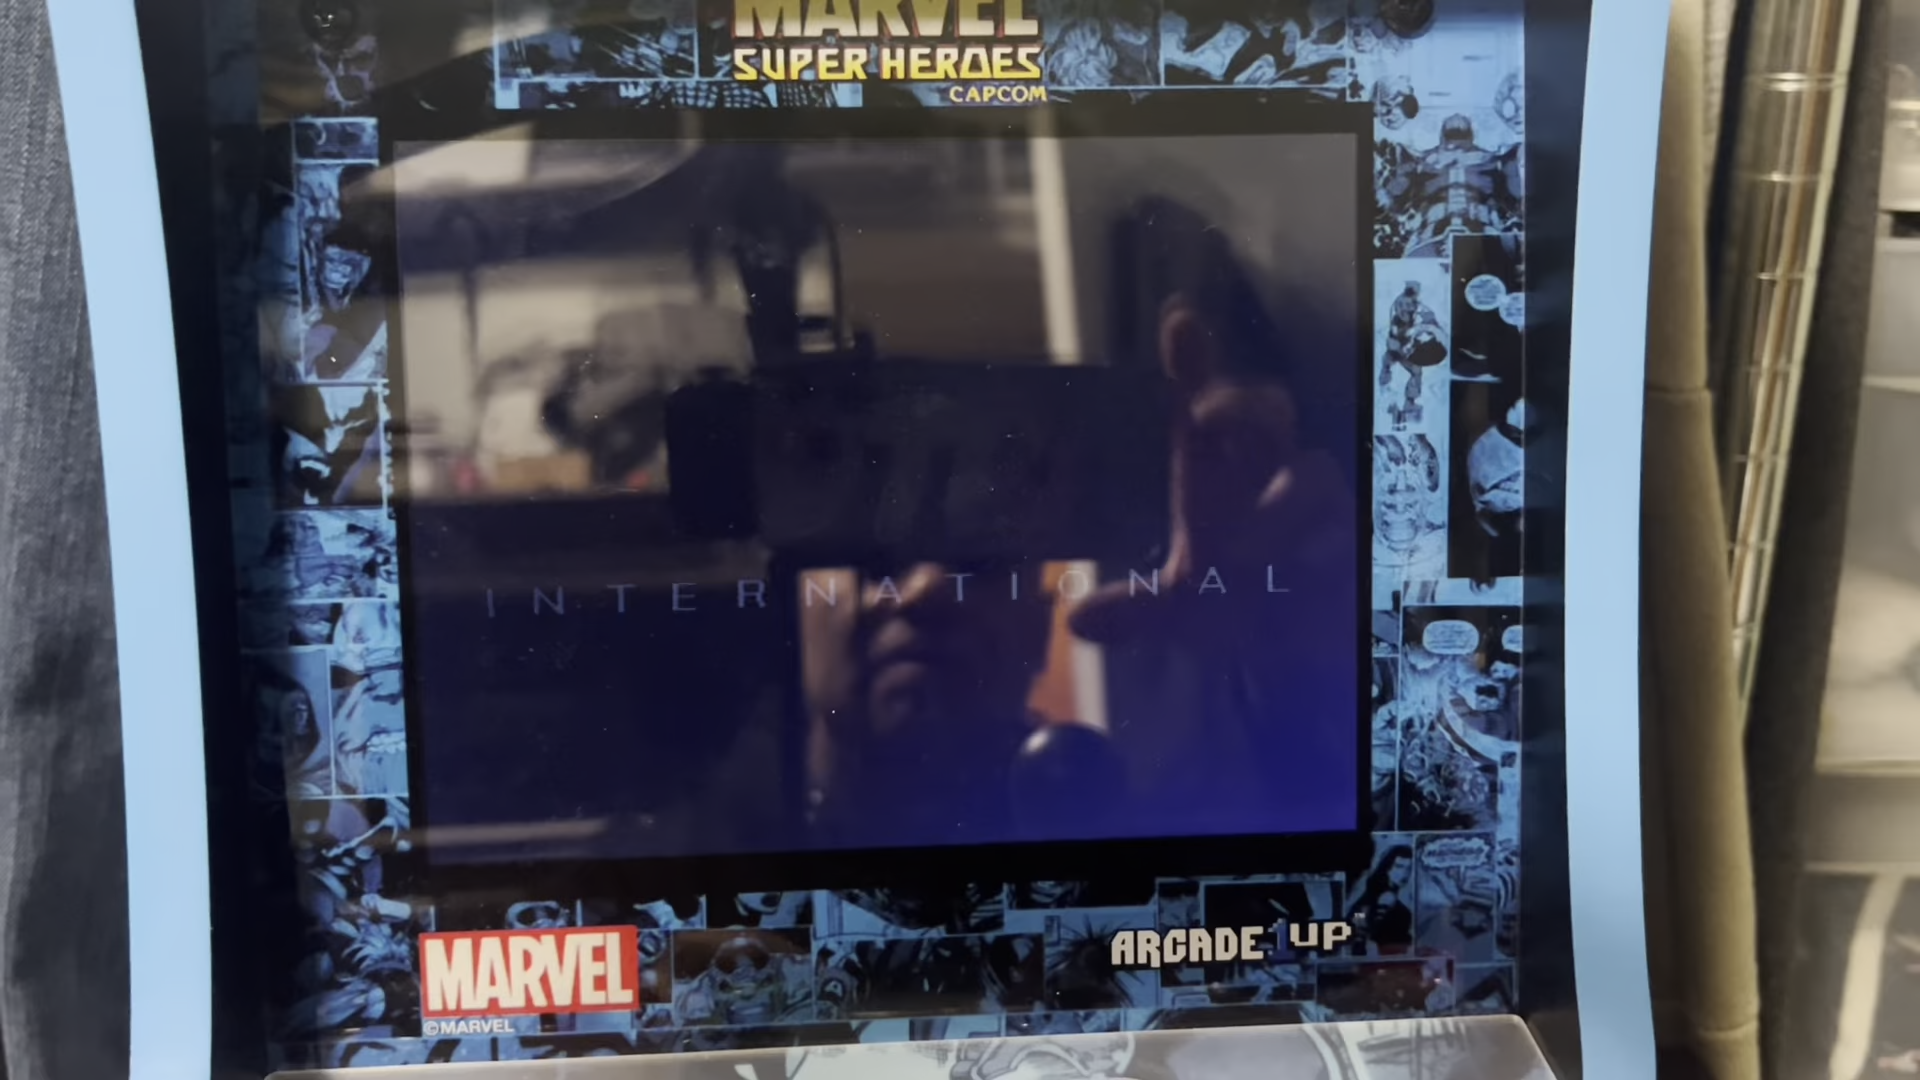 MARVEL
SUPER HEROES
CAPCOM
INTERNATIONAL
MARVEL
©MARVEL
ARCADE1UP